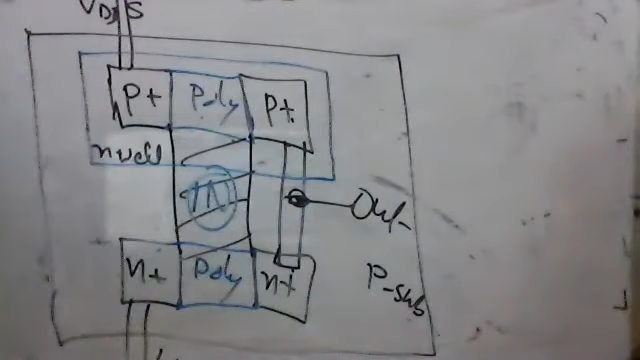 VDD
S
P+ Poly P+
nwell
Out
n+ Poly n+
P-sub